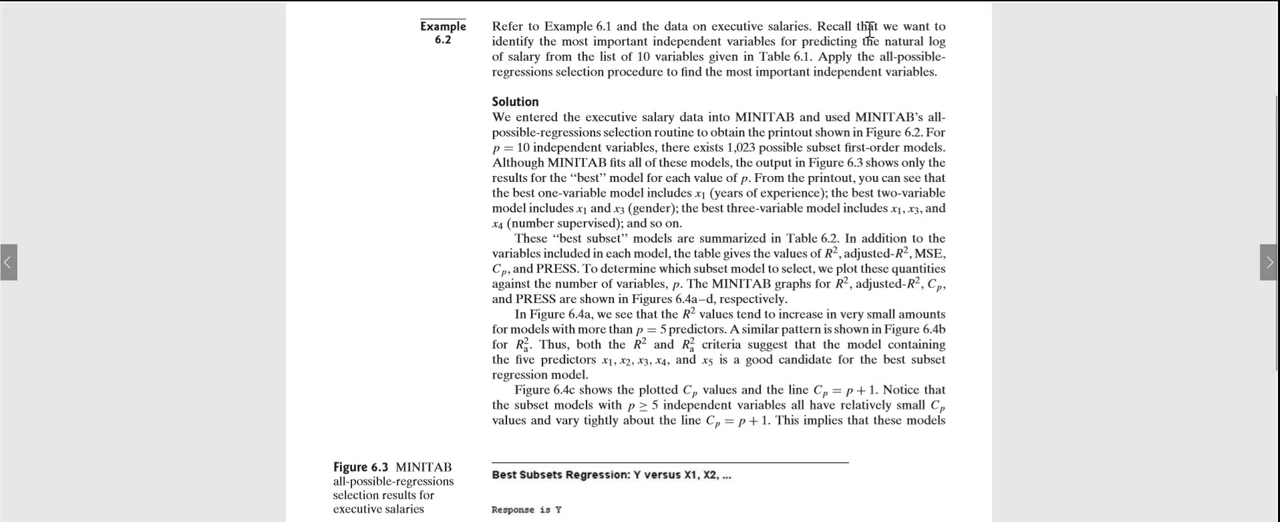 Example
6.2
Refer to Example 6.1 and the data on executive salaries. Recall that we want to
identify the most important independent variables for predicting the natural log
of salary from the list of 10 variables given in Table 6.1. Apply the all-possible-
regressions selection procedure to find the most important independent variables.
Solution
We entered the executive salary data into MINITAB and used MINITAB's all-
possible-regressions selection routine to obtain the printout shown in Figure 6.2. For
p = 10 independent variables, there exists 1,023 possible subset first-order models.
Although MINITAB fits all of these models, the output in Figure 6.3 shows only the
results for the “best” model for each value of p. From the printout, you can see that
the best one-variable model includes x₁ (years of experience); the best two-variable
model includes x₁ and x₃ (gender); the best three-variable model includes x₁, x₃, and
x₄ (number supervised); and so on.
These “best subset” models are summarized in Table 6.2. In addition to the
variables included in each model, the table gives the values of R², adjusted-R², MSE,
Cₚ, and PRESS. To determine which subset model to select, we plot these quantities
against the number of variables, p. The MINITAB graphs for R², adjusted-R², Cₚ,
and PRESS are shown in Figures 6.4a–d, respectively.
In Figure 6.4a, we see that the R² values tend to increase in very small amounts
for models with more than p = 5 predictors. A similar pattern is shown in Figure 6.4b
for Rₐ². Thus, both the R² and Rₐ² criteria suggest that the model containing
the five predictors x₁, x₂, x₃, x₄, and x₅ is a good candidate for the best subset
regression model.
Figure 6.4c shows the plotted Cₚ values and the line Cₚ = p + 1. Notice that
the subset models with p ≥ 5 independent variables all have relatively small Cₚ
values and vary tightly about the line Cₚ = p + 1. This implies that these models
Figure 6.3 MINITAB
all-possible-regressions
selection results for
executive salaries
Best Subsets Regression: Y versus X1, X2, ...
Response is Y